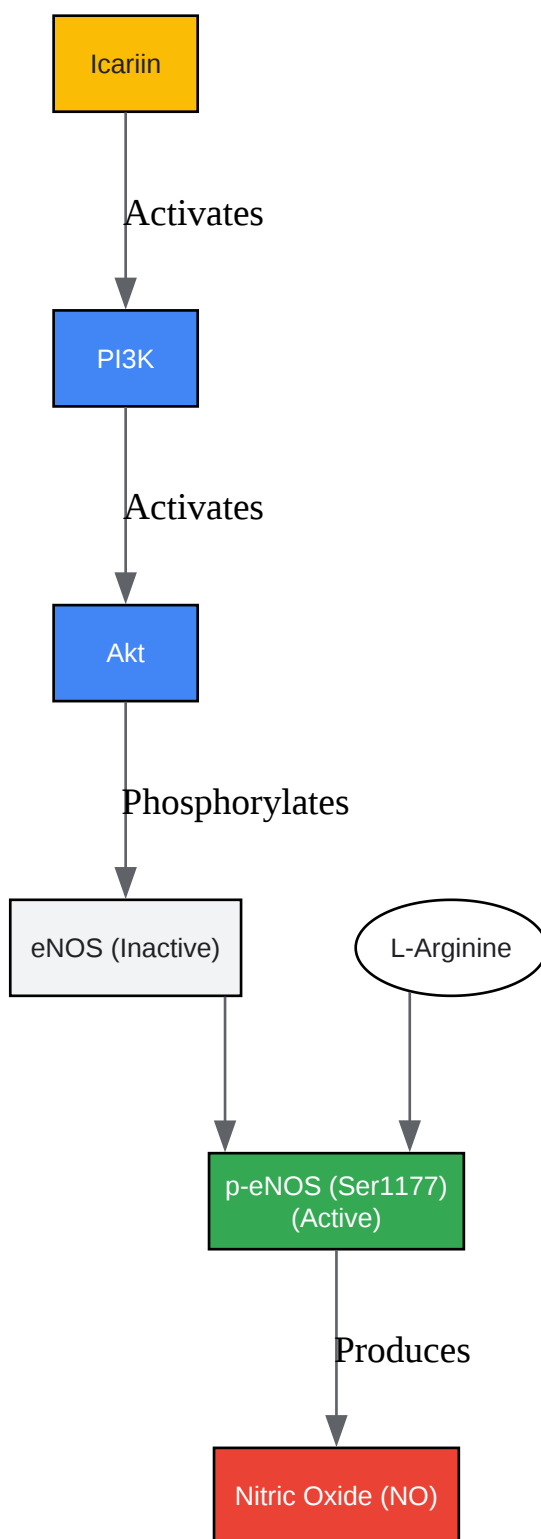 Icariin
Activates
PI3K
Activates
Akt
Phosphorylates
eNOS (Inactive)
L-Arginine
p-eNOS (Ser1177)
(Active)
Produces
Nitric Oxide (NO)